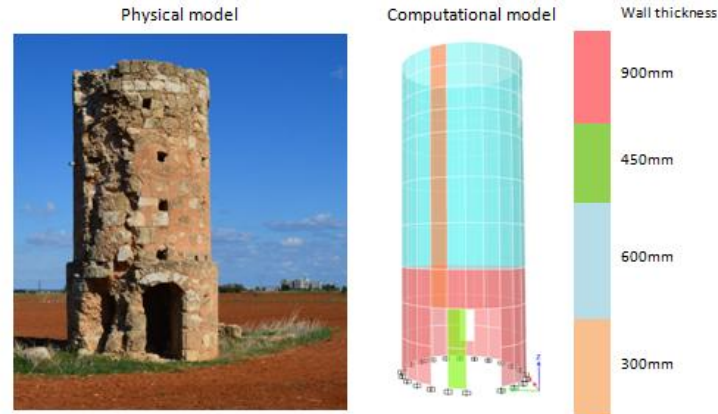 Physical model
Computational model
Wall thickness
900mm
450mm
600mm
300mm
Z